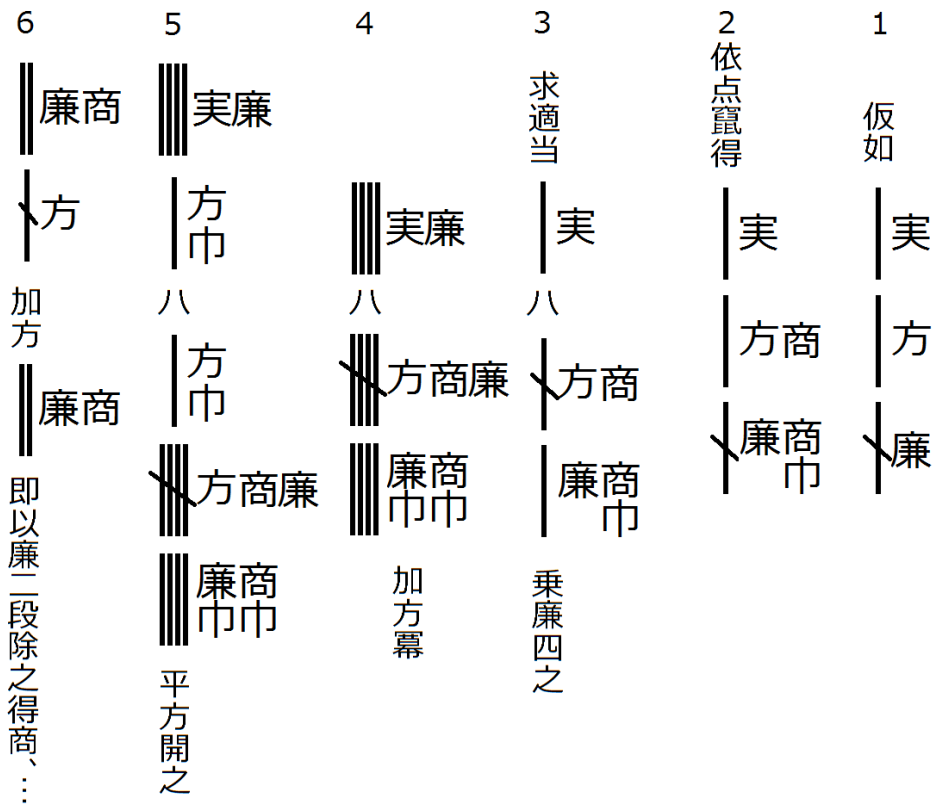 1
仮如
実
方
廉
2
依点竄得
実
方商
廉商巾
3
求適当
実
八
方商
廉商巾
乗廉四之
4
実廉
八
方商廉
廉巾商巾
加方冪
5
実廉
方巾
八
方巾
方商廉
廉巾商巾
平方開之
6
廉商
方
加方
廉商
即以廉二段除之得商、…